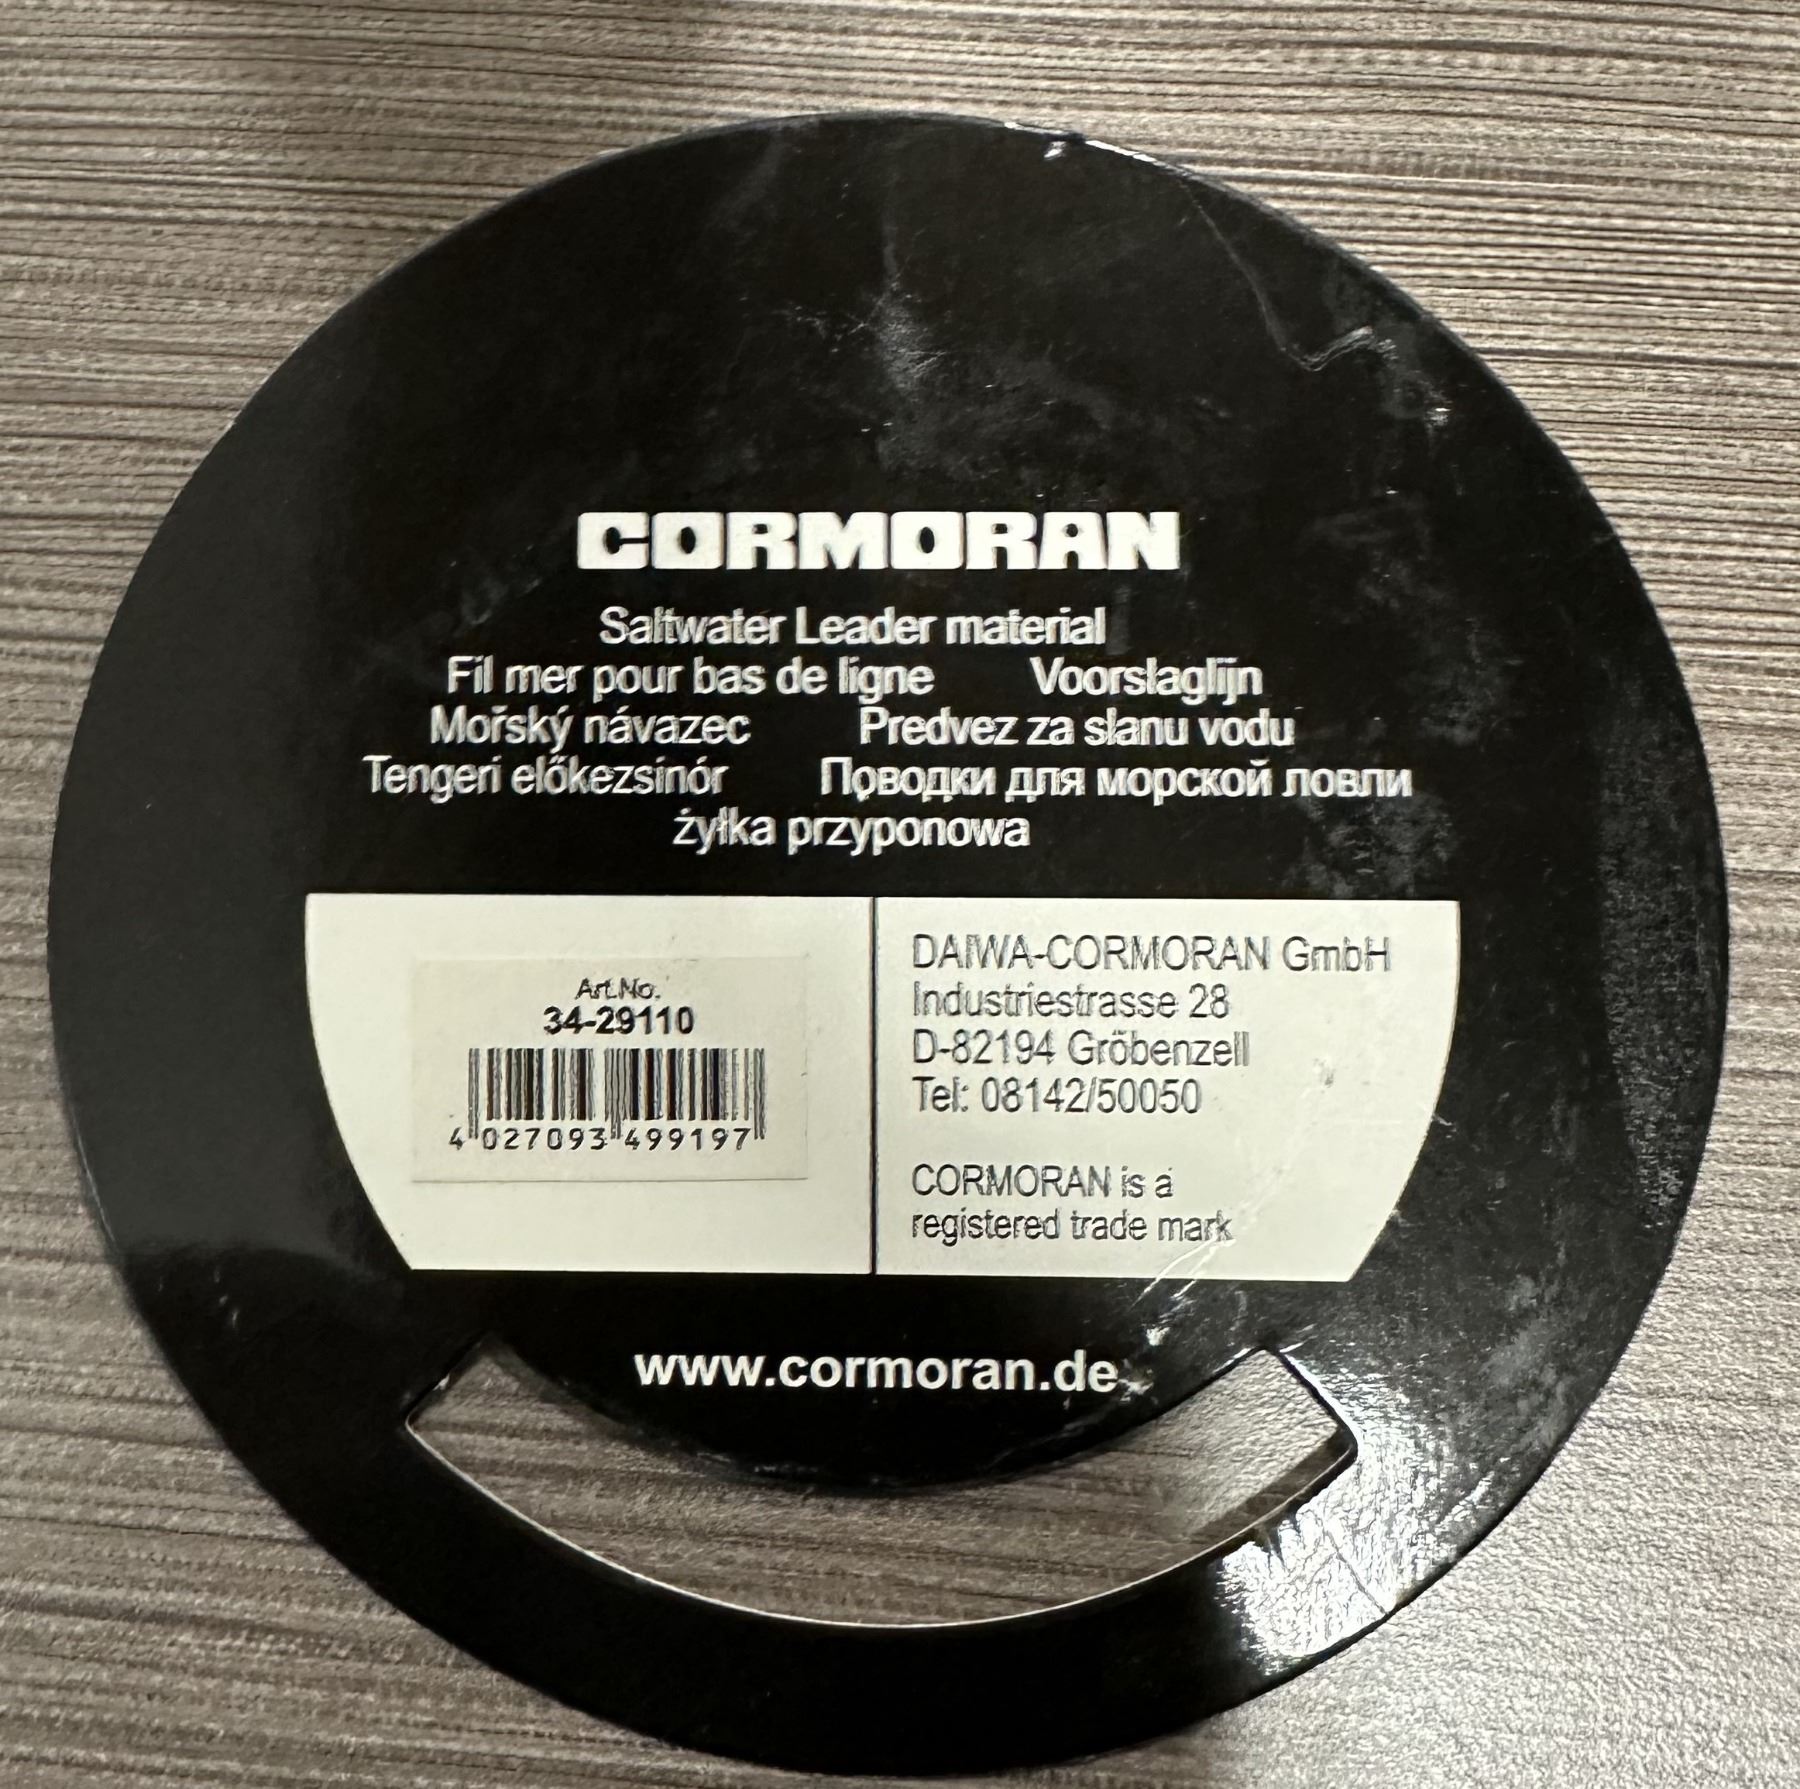 CORMORAN
Saltwater Leader material
Fil mer pour bas de ligne Voorslaglijn
Mořský návazec Predvez za slanu vodu
Tengeri előkezsinór Поводки для морской ловли
żyłka przyponowa
Art.No.
34-29110
4 027093 499197
DAIWA-CORMORAN GmbH
Industriestrasse 28
D-82194 Gröbenzell
Tel: 08142/50050
CORMORAN is a
registered trade mark
www.cormoran.de